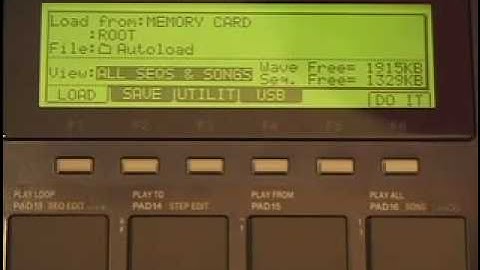 Load from:MEMORY CARD
:ROOT
File: Autoload
View:ALL SEQS & SONGS
Wave Free= 1915KB
Seq. Free= 1329KB
LOAD SAVE UTILIT USB DO IT
F1 F2 F3 F4 F5 F6
PLAY LOOP PLAY TO PLAY FROM PLAY ALL
PAD13 SEQ EDIT PAD14 STEP EDIT PAD15 PAD16 SONG